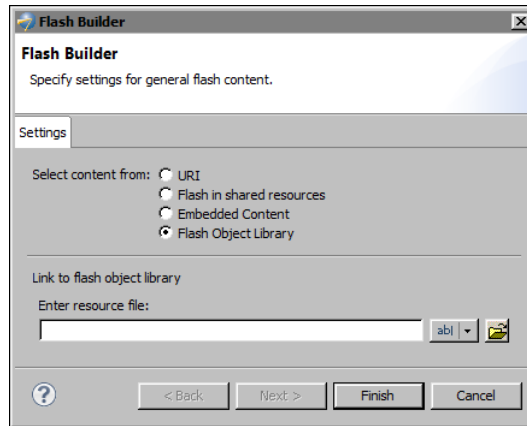 Flash Builder
Flash Builder
Specify settings for general flash content.
Settings
Select content from: URI
Flash in shared resources
Embedded Content
Flash Object Library
Link to flash object library
Enter resource file:
ab|
?
< Back Next > Finish Cancel